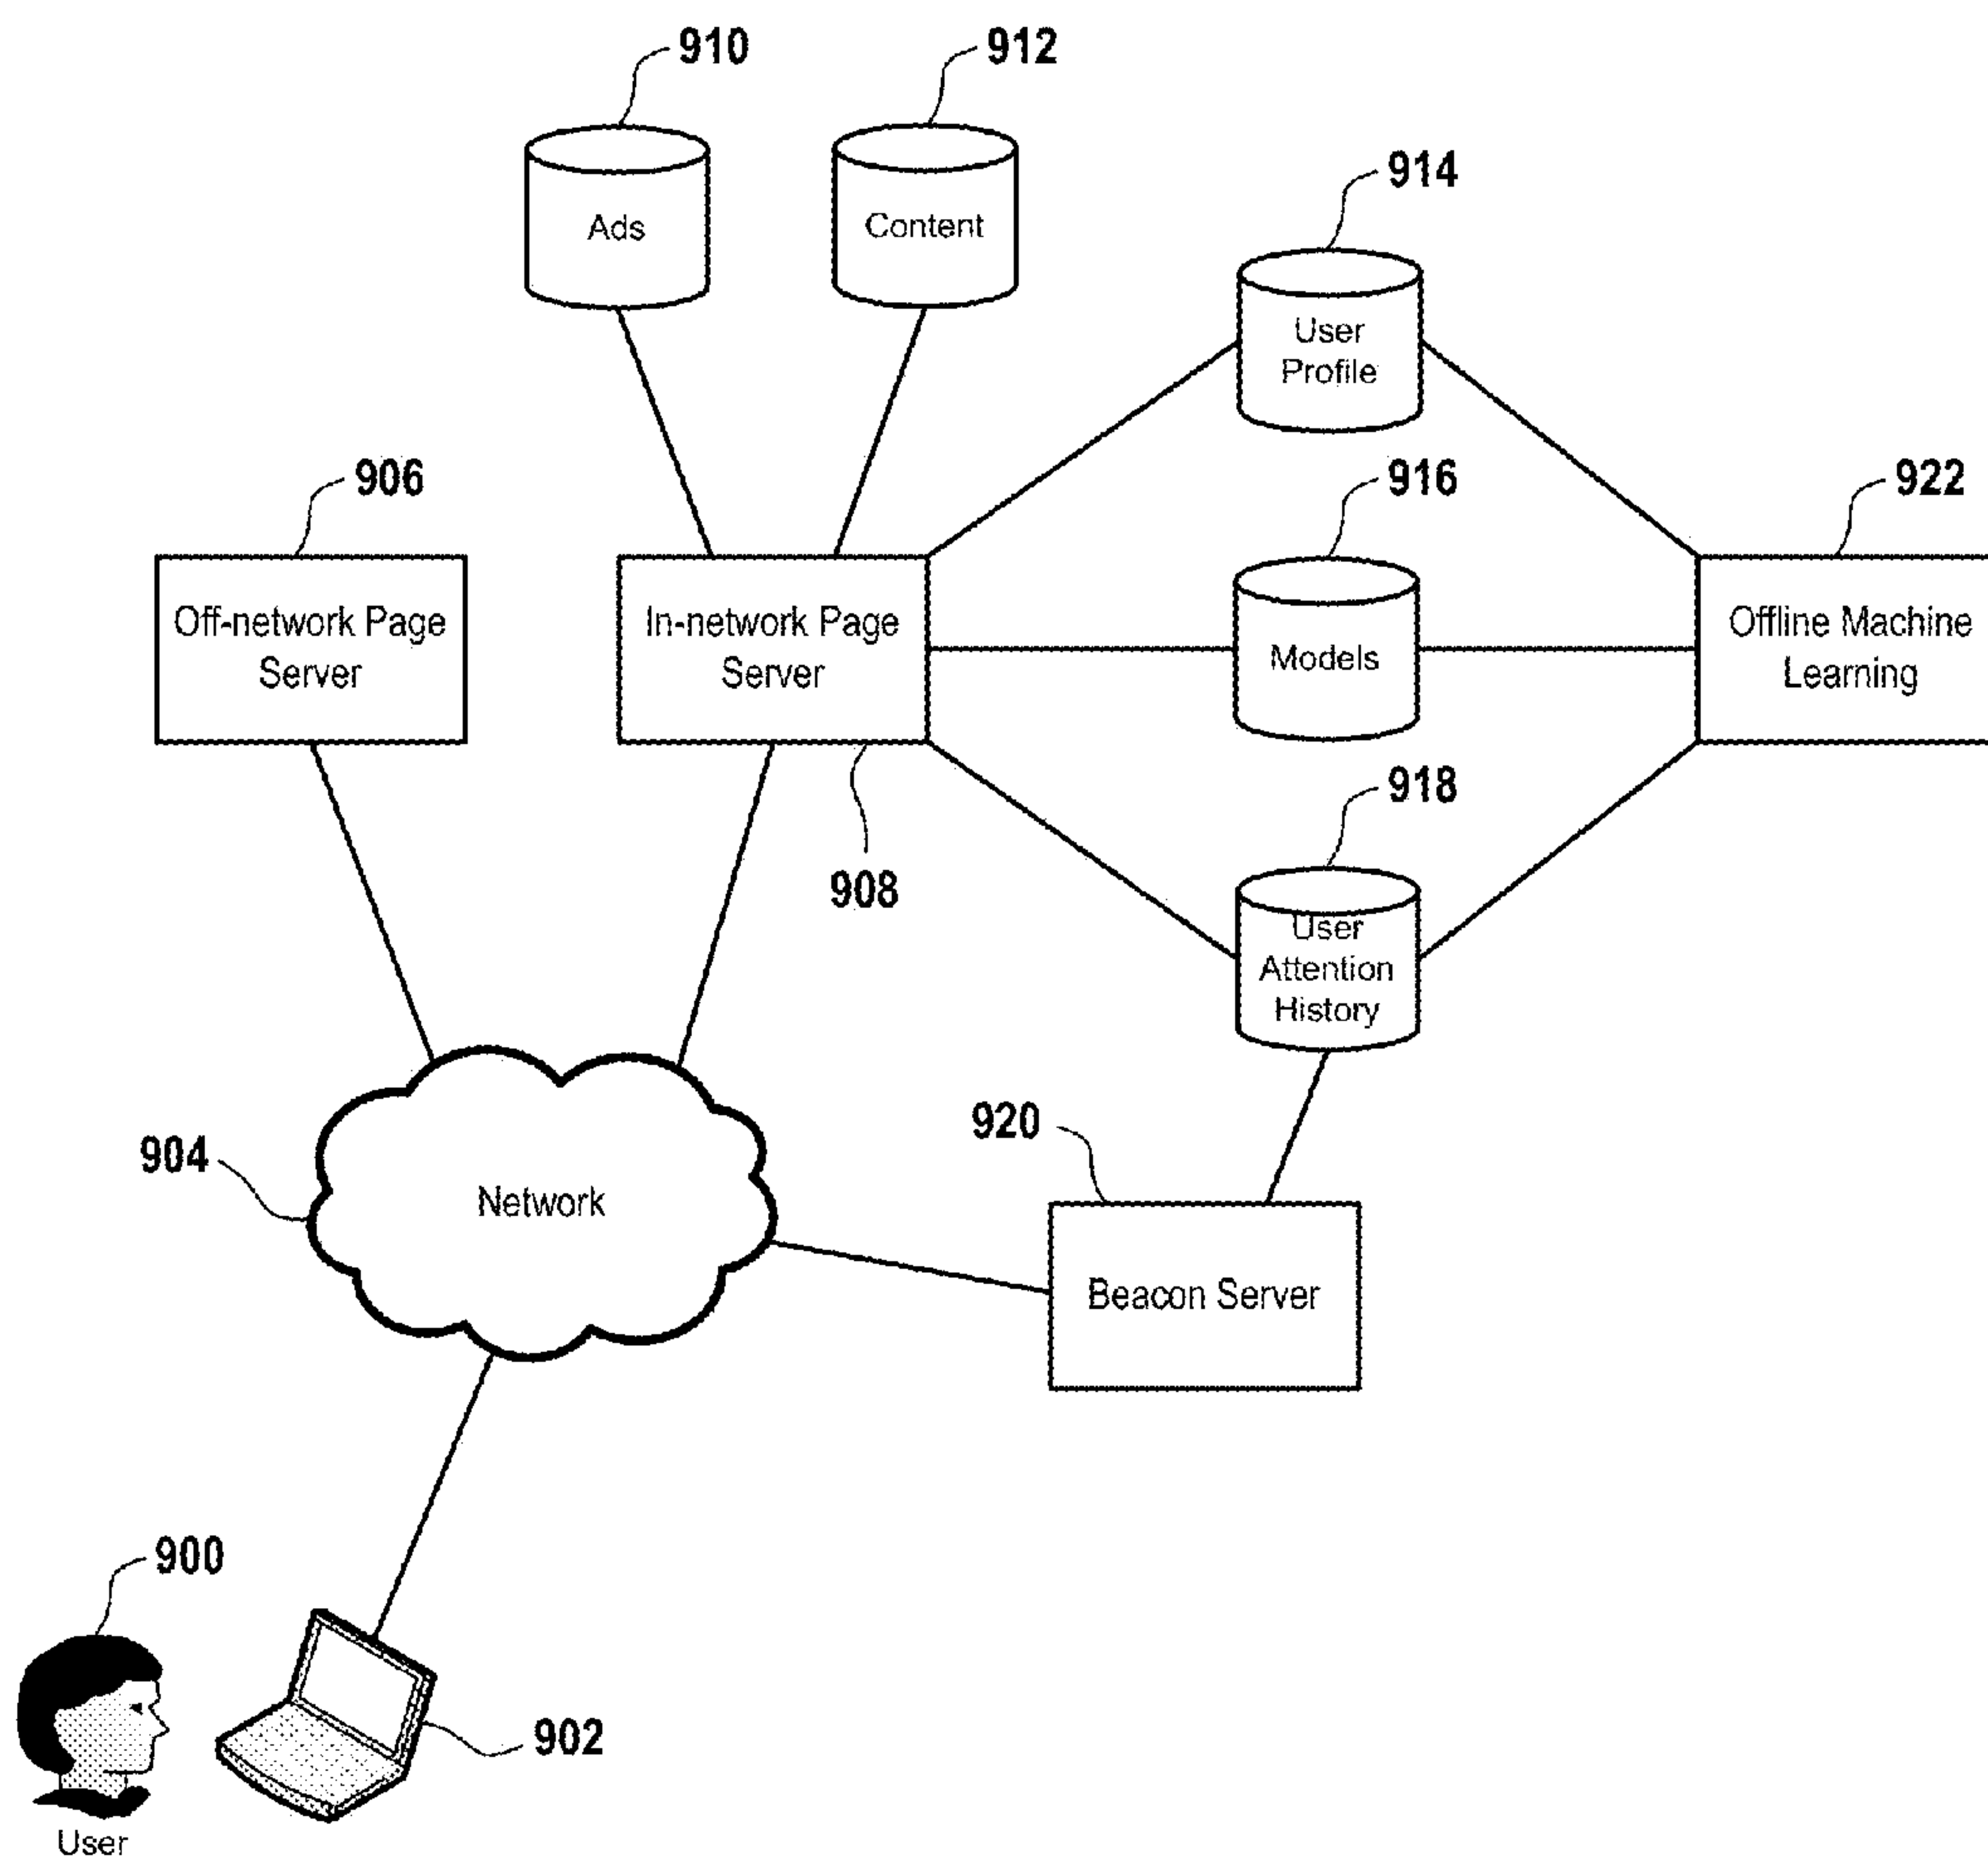 910
912
Ads
Content
914
User
Profile
906
916
922
Off-network Page
Server
In-network Page
Server
Models
Offline Machine
Learning
918
908
User
Attention
History
920
904
Network
Beacon Server
900
902
User